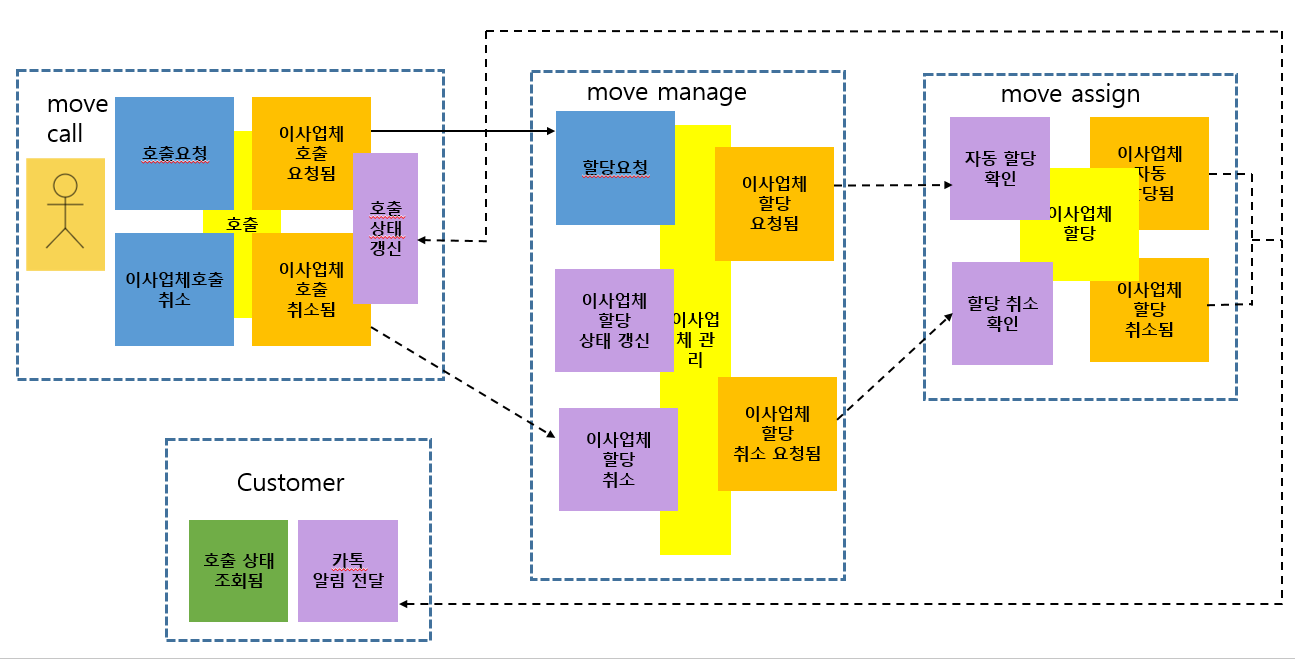 move
call
호출요청
이사업체
호출
요청됨
호출
호출
상태
갱신
이사업체호출
취소
이사업체
호출
취소됨
move manage
할당요청
이사업체
할당
요청됨
이사업체
할당
상태 갱신
이사업
체 관
리
이사업체
할당
취소
이사업체
할당
취소 요청됨
move assign
자동 할당
확인
이사업체
자동
할당됨
이사업체
할당
할당 취소
확인
이사업체
할당
취소됨
Customer
호출 상태
조회됨
카톡
알림 전달